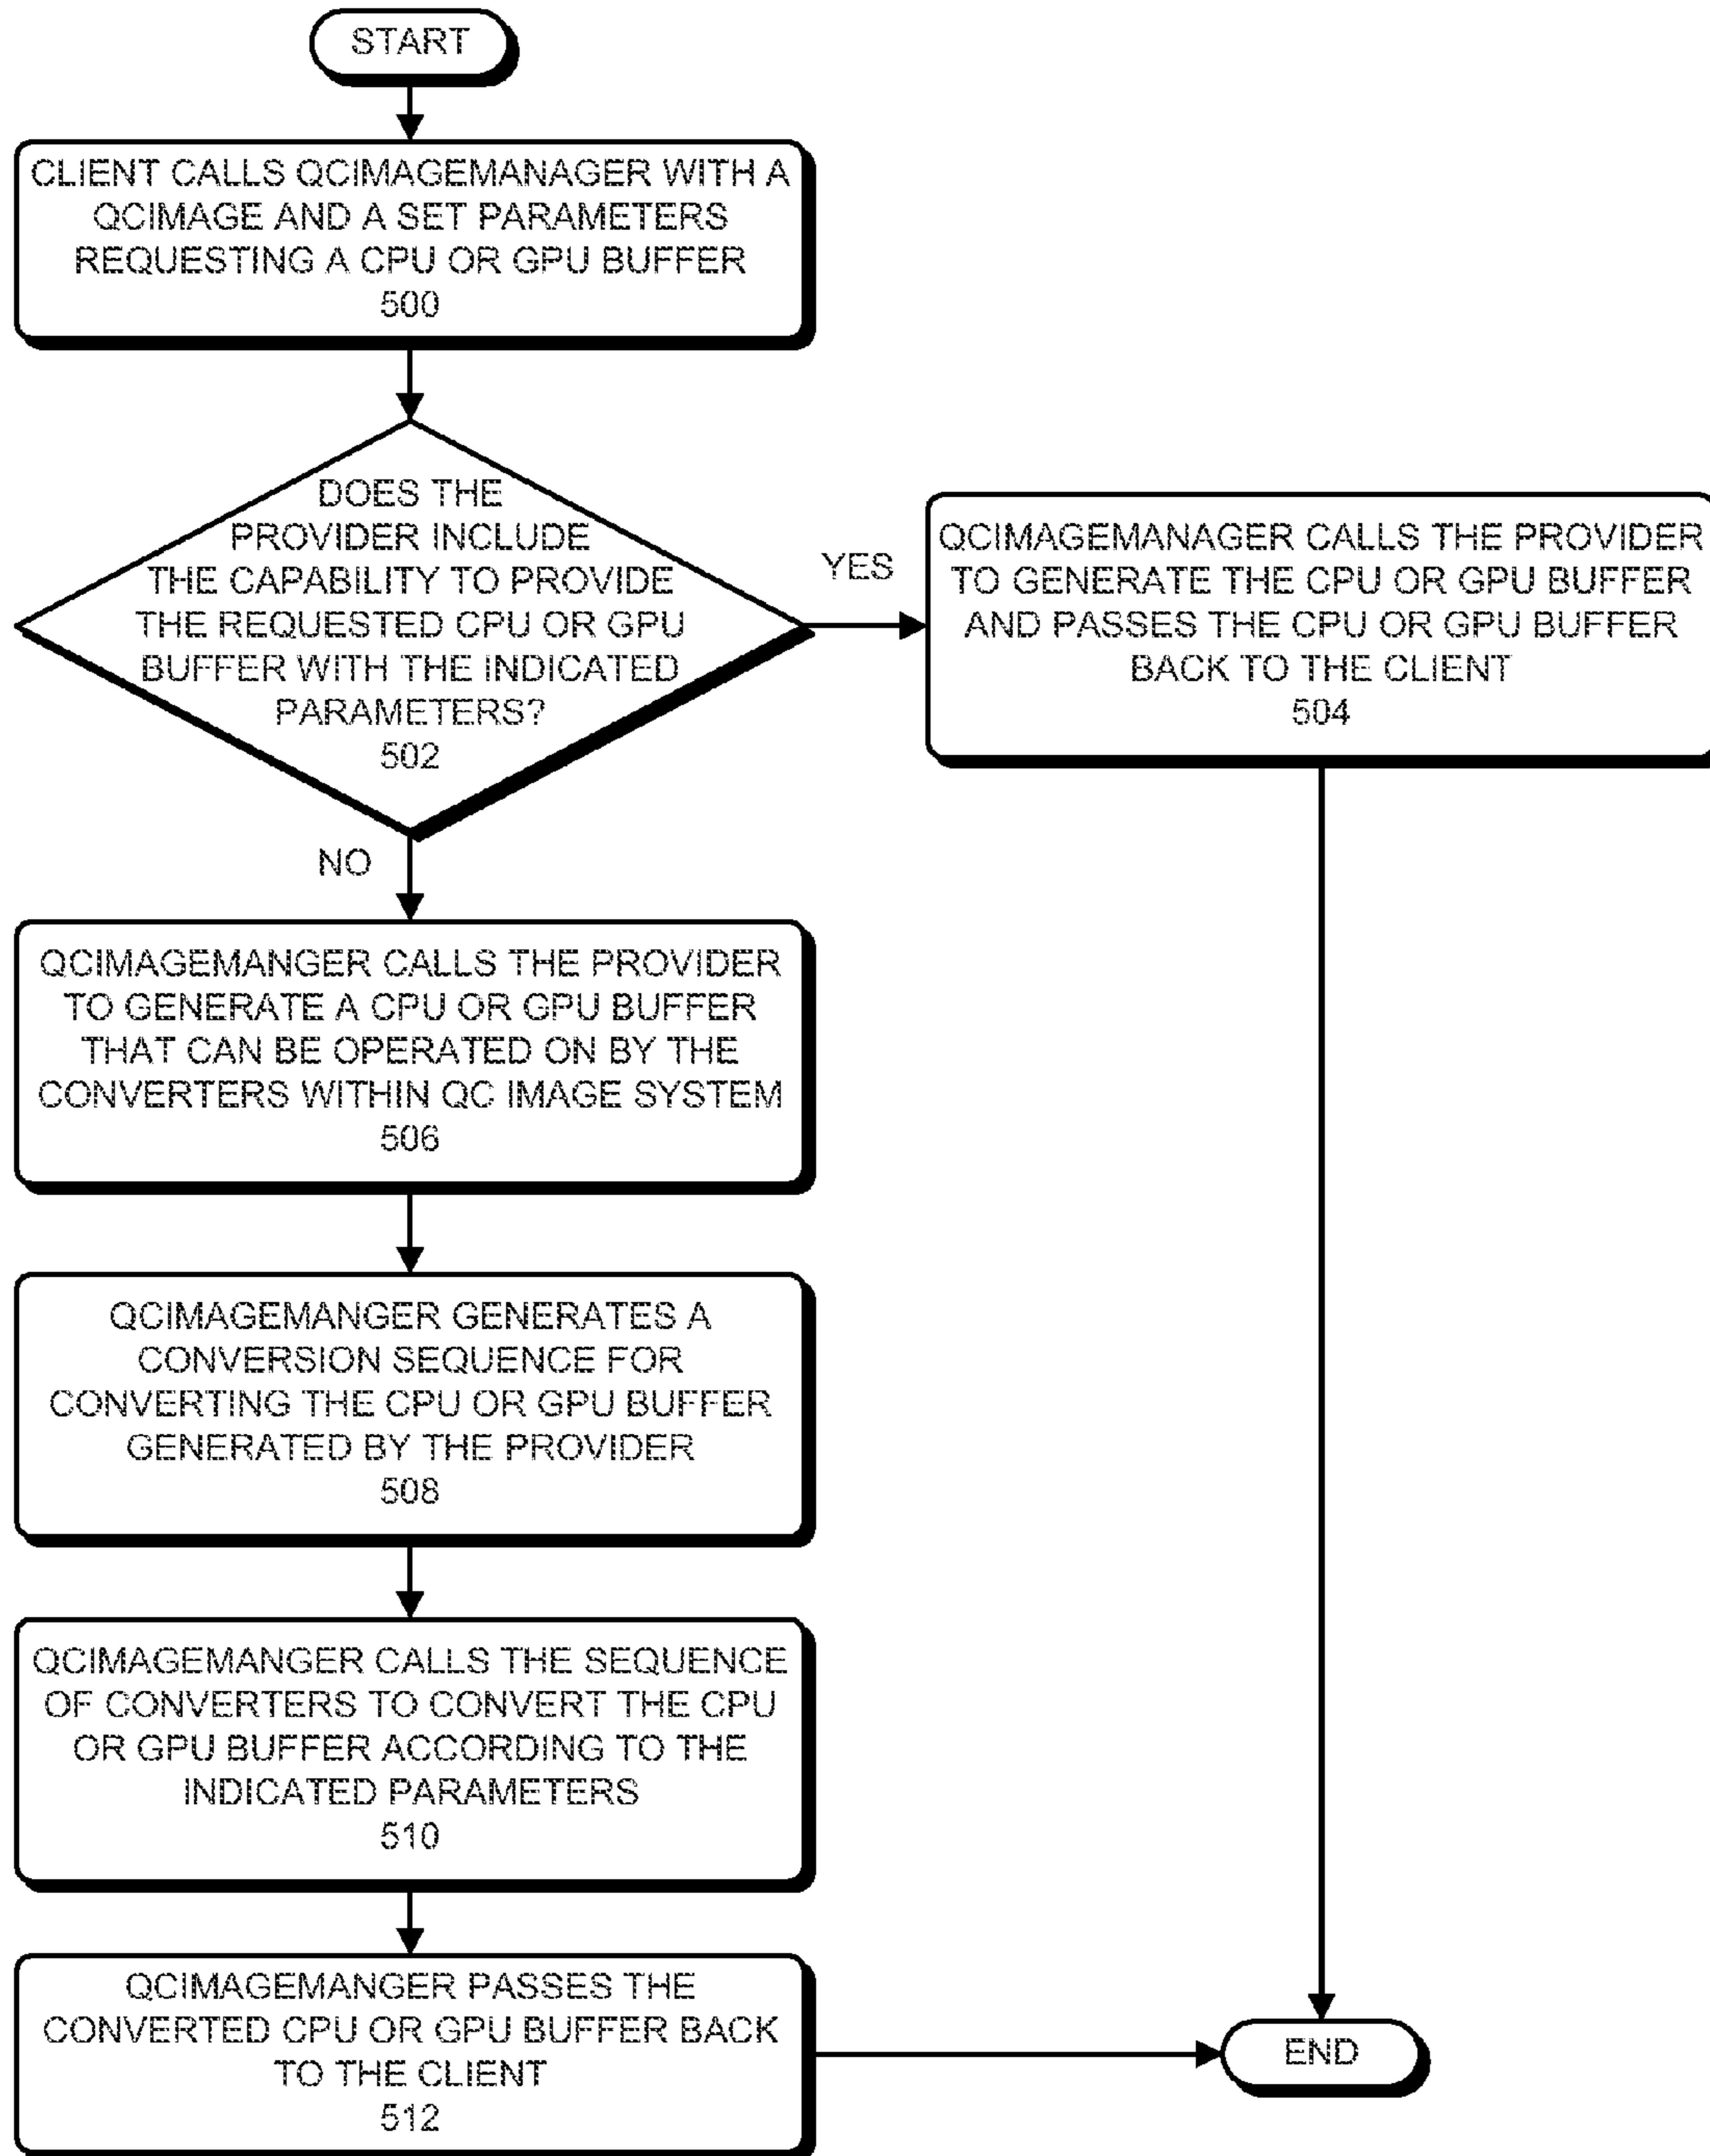 START
CLIENT CALLS QCIMAGEMANAGER WITH A
QCIMAGE AND A SET PARAMETERS
REQUESTING A CPU OR GPU BUFFER
500
DOES THE
PROVIDER INCLUDE
THE CAPABILITY TO PROVIDE
THE REQUESTED CPU OR GPU
BUFFER WITH THE INDICATED
PARAMETERS?
502
YES
QCIMAGEMANAGER CALLS THE PROVIDER
TO GENERATE THE CPU OR GPU BUFFER
AND PASSES THE CPU OR GPU BUFFER
BACK TO THE CLIENT
504
NO
QCIMAGEMANGER CALLS THE PROVIDER
TO GENERATE A CPU OR GPU BUFFER
THAT CAN BE OPERATED ON BY THE
CONVERTERS WITHIN QC IMAGE SYSTEM
506
QCIMAGEMANGER GENERATES A
CONVERSION SEQUENCE FOR
CONVERTING THE CPU OR GPU BUFFER
GENERATED BY THE PROVIDER
508
QCIMAGEMANGER CALLS THE SEQUENCE
OF CONVERTERS TO CONVERT THE CPU
OR GPU BUFFER ACCORDING TO THE
INDICATED PARAMETERS
510
QCIMAGEMANGER PASSES THE
CONVERTED CPU OR GPU BUFFER BACK
TO THE CLIENT
512
END